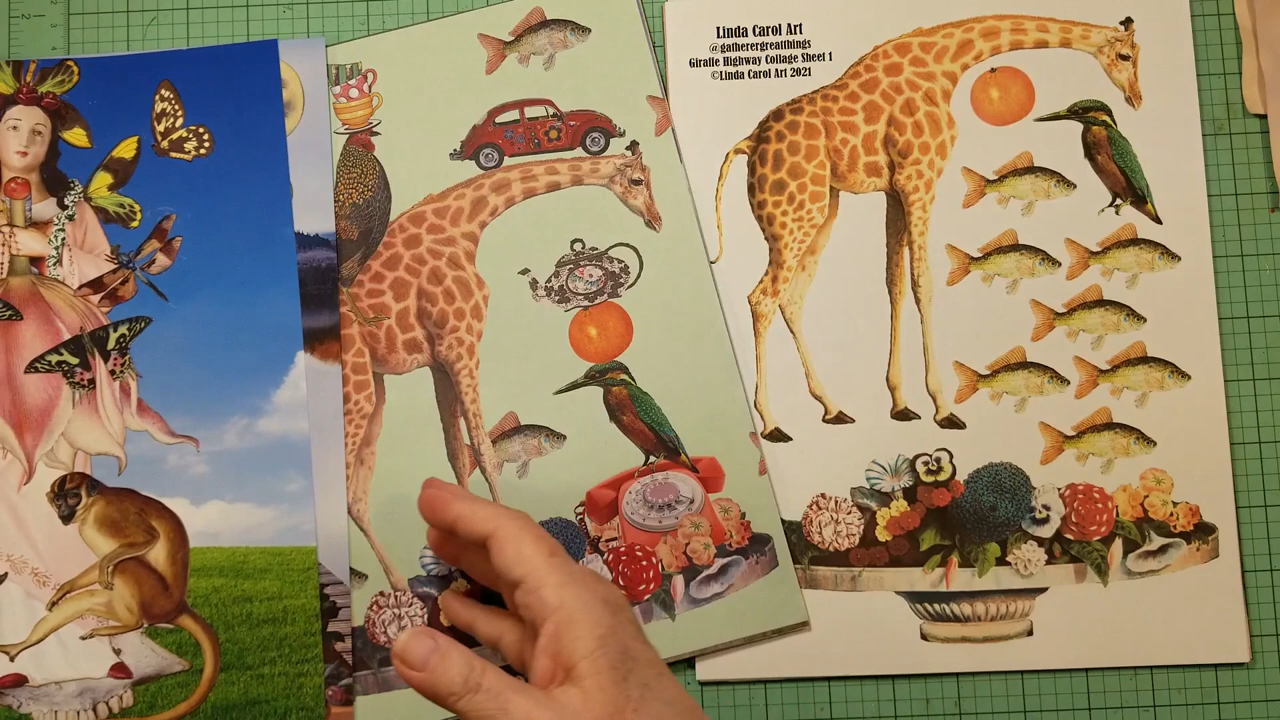 Linda Carol Art
@gatherergreatthings
Giraffe Highway Collage Sheet 1
©Linda Carol Art 2021